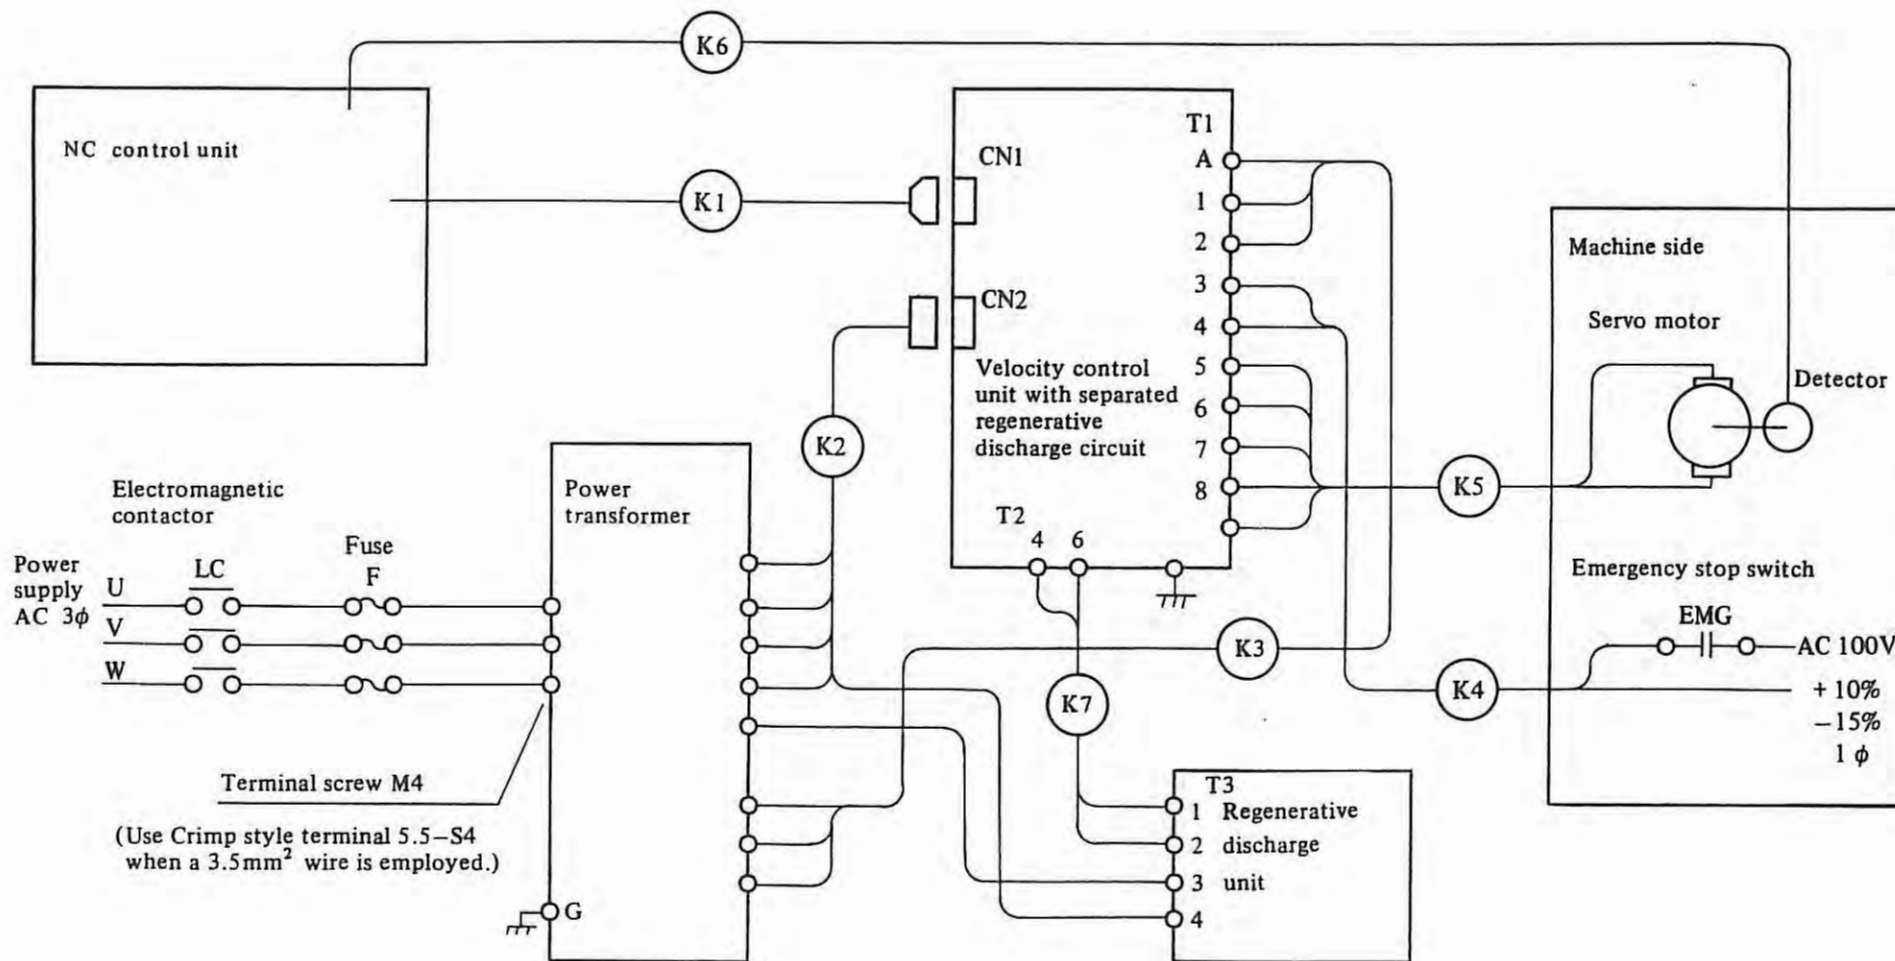 K6
NC control unit
K1
CN1
CN2
T1
A
1
2
3
4
5
6
7
8
Velocity control
unit with separated
regenerative
discharge circuit
T2
4 6
Machine side
Servo motor
Detector
K2
K5
Electromagnetic
contactor
Power
transformer
Power
supply
AC 3ϕ
U
V
W
LC
Fuse
F
Emergency stop switch
EMG
AC 100V
+ 10%
−15%
1 ϕ
K3
K4
K7
Terminal screw M4
(Use Crimp style terminal 5.5−S4
when a 3.5mm² wire is employed.)
G
T3
1 Regenerative
2 discharge
3 unit
4